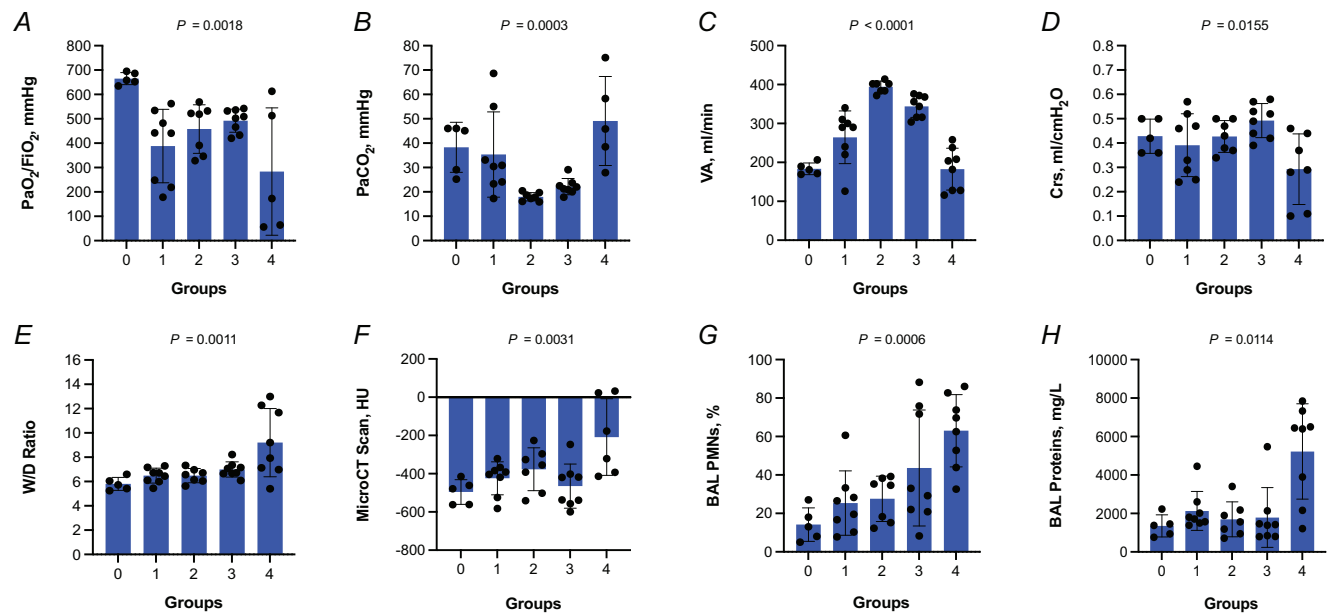 A
P = 0.0018
PaO2/FiO2, mmHg
800
700
600
500
400
300
200
100
0
0 1 2 3 4
Groups
B
P = 0.0003
PaCO2, mmHg
80
60
40
20
0
0 1 2 3 4
Groups
C
P < 0.0001
VA, ml/min
500
400
300
200
100
0
0 1 2 3 4
Groups
D
P = 0.0155
Crs, ml/cmH2O
0.8
0.7
0.6
0.5
0.4
0.3
0.2
0.1
0.0
0 1 2 3 4
Groups
E
P = 0.0011
W/D Ratio
16
14
12
10
8
6
4
2
0
0 1 2 3 4
Groups
F
P = 0.0031
MicroCT Scan, HU
200
0
-200
-400
-600
-800
0 1 2 3 4
Groups
G
P = 0.0006
BAL PMNs, %
100
80
60
40
20
0
0 1 2 3 4
Groups
H
P = 0.0114
BAL Proteins, mg/L
10000
8000
6000
4000
2000
0
0 1 2 3 4
Groups